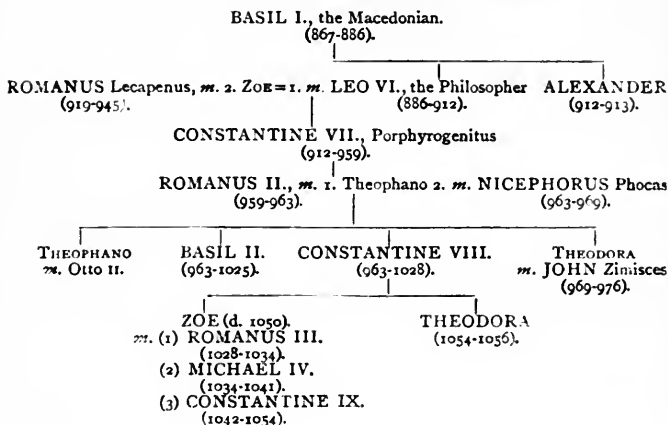 BASIL I., the Macedonian.
(867-886).
ROMANUS Lecapenus, m. 2. ZOE=1. m. LEO VI., the Philosopher ALEXANDER
(919-945). (886-912). (912-913).
CONSTANTINE VII., Porphyrogenitus
(912-959).
ROMANUS II., m. 1. Theophano 2. m. NICEPHORUS Phocas
(959-963). (963-969).
THEOPHANO BASIL II. CONSTANTINE VIII. THEODORA
m. Otto II. (963-1025). (963-1028). m. JOHN Zimisces
(969-976).
ZOE (d. 1050). THEODORA
m. (1) ROMANUS III. (1054-1056).
(1028-1034).
(2) MICHAEL IV.
(1034-1041).
(3) CONSTANTINE IX.
(1042-1054).